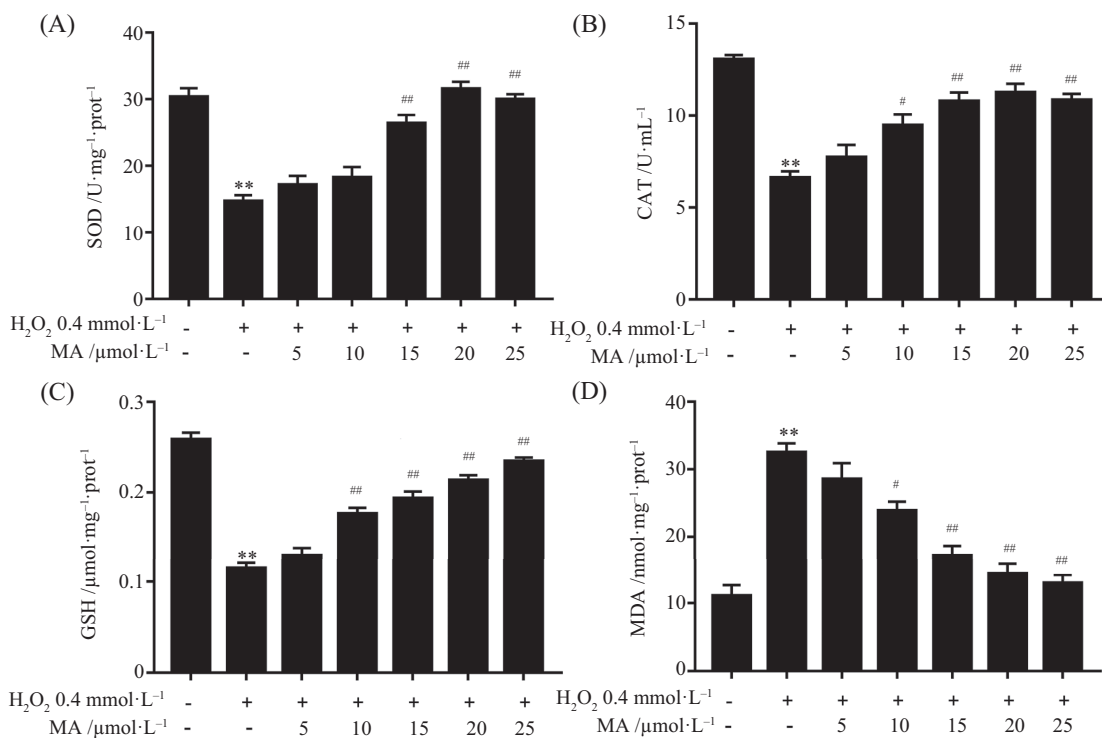 (A)
SOD /U·mg⁻¹·prot⁻¹
40
30
20
10
0
**
##
##
##
H₂O₂ 0.4 mmol·L⁻¹ - + + + + + +
MA /μmol·L⁻¹ - - 5 10 15 20 25
(B)
CAT /U·mL⁻¹
15
10
5
0
**
#
##
##
##
H₂O₂ 0.4 mmol·L⁻¹ - + + + + + +
MA /μmol·L⁻¹ - - 5 10 15 20 25
(C)
GSH /μmol·mg⁻¹·prot⁻¹
0.3
0.2
0.1
0
**
##
##
##
##
H₂O₂ 0.4 mmol·L⁻¹ - + + + + + +
MA /μmol·L⁻¹ - - 5 10 15 20 25
(D)
MDA /nmol·mg⁻¹·prot⁻¹
40
30
20
10
0
**
#
##
##
##
H₂O₂ 0.4 mmol·L⁻¹ - + + + + + +
MA /μmol·L⁻¹ - - 5 10 15 20 25